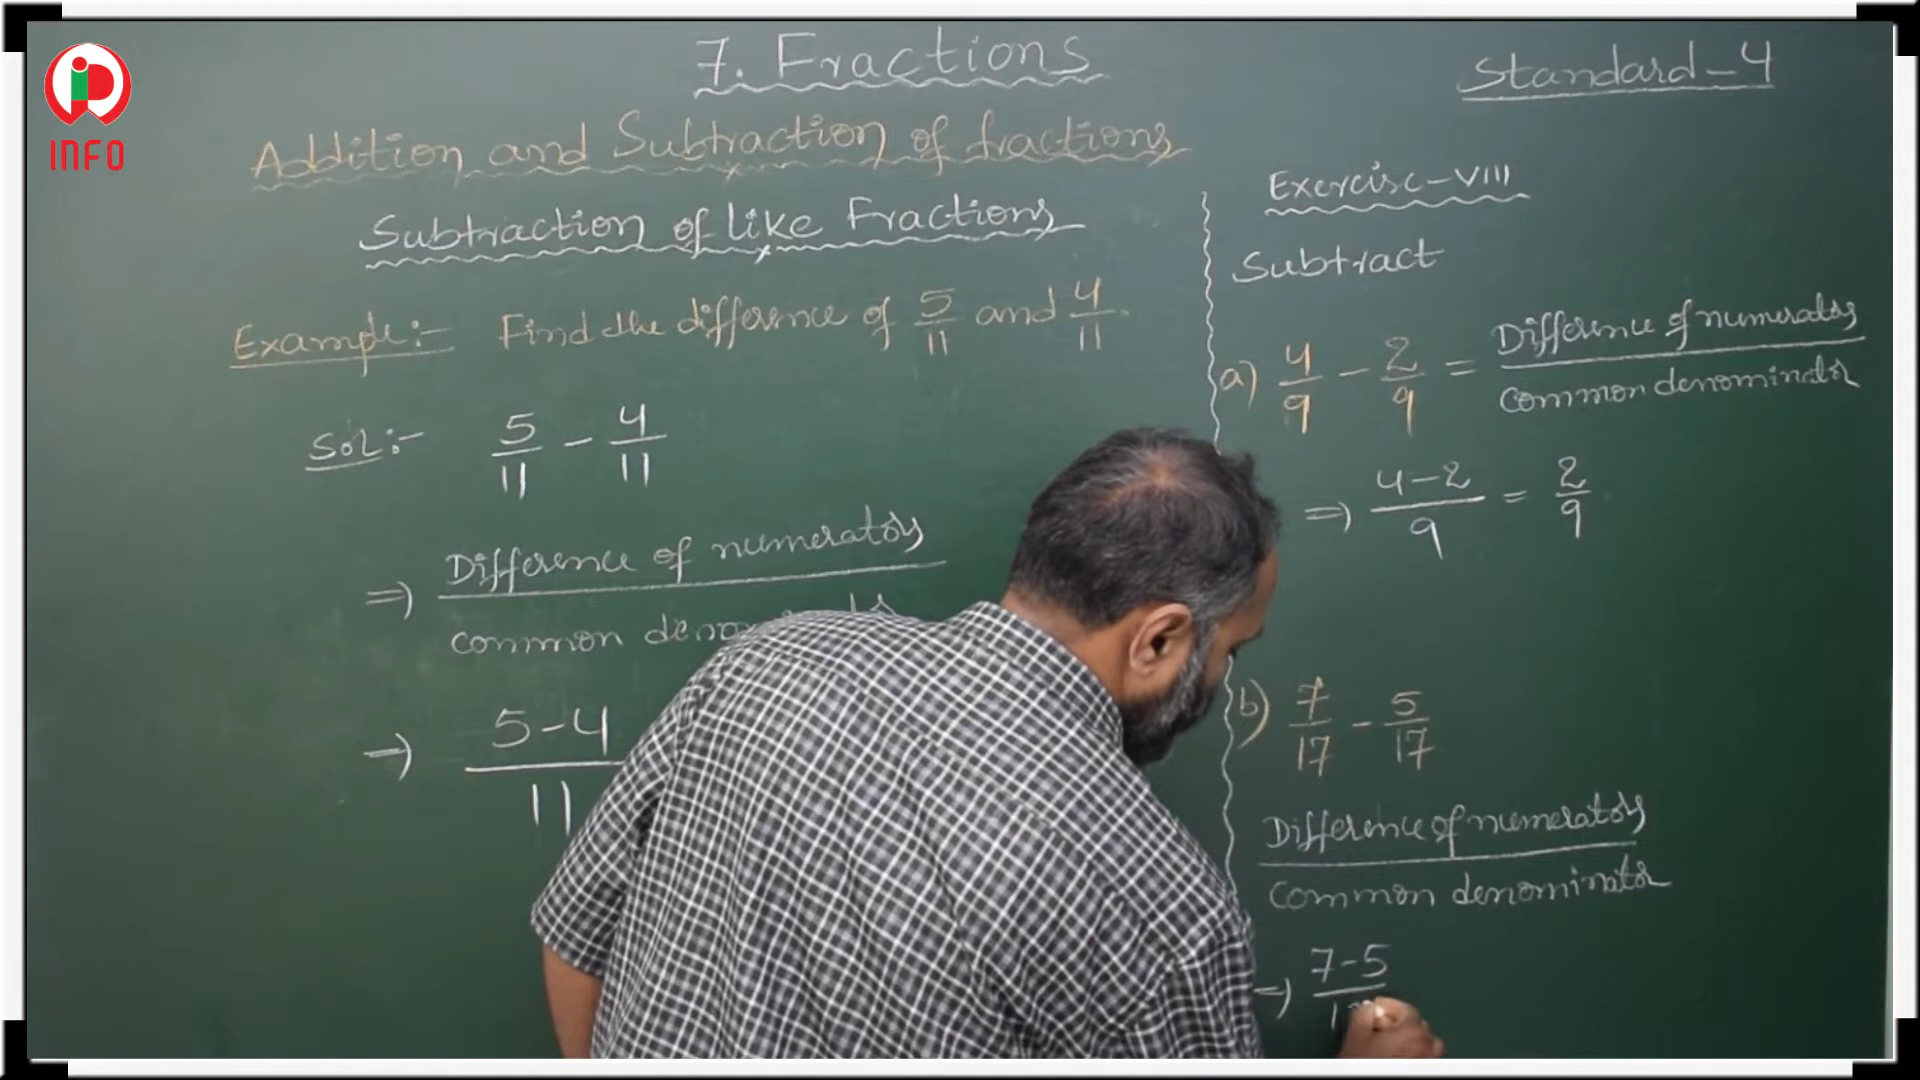 INFO
7. Fractions
Standard-4
Addition and Subtraction of fractions
Subtraction of like Fractions
Example:- Find the difference of 5/11 and 4/11.
Sol:- 5/11 - 4/11
=> Difference of numerators
common
=> 5-4
11
Exercise-VIII
Subtract
a) 4/9 - 2/9 = Difference of numerators / common denominator
=> 4-2/9 = 2/9
b) 7/17 - 5/17
Difference of numerators
common denominator
=> 7-5